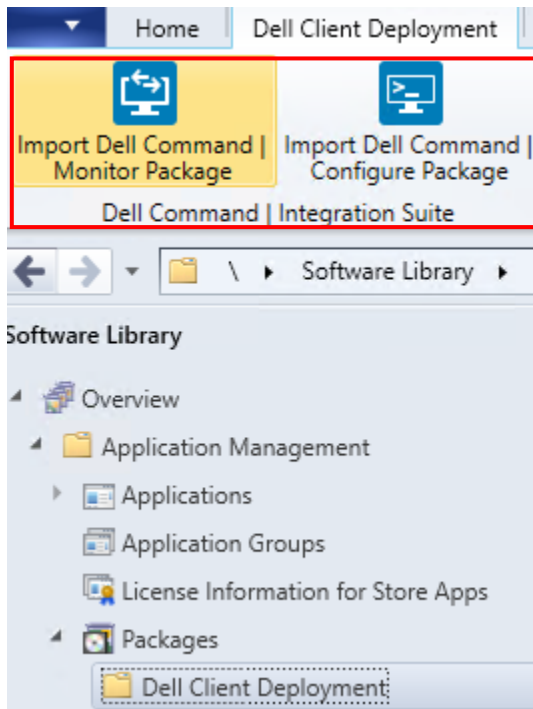 Home Dell Client Deployment
Import Dell Command | Import Dell Command |
Monitor Package Configure Package
Dell Command | Integration Suite
\ Software Library
Software Library
Overview
Application Management
Applications
Application Groups
License Information for Store Apps
Packages
Dell Client Deployment